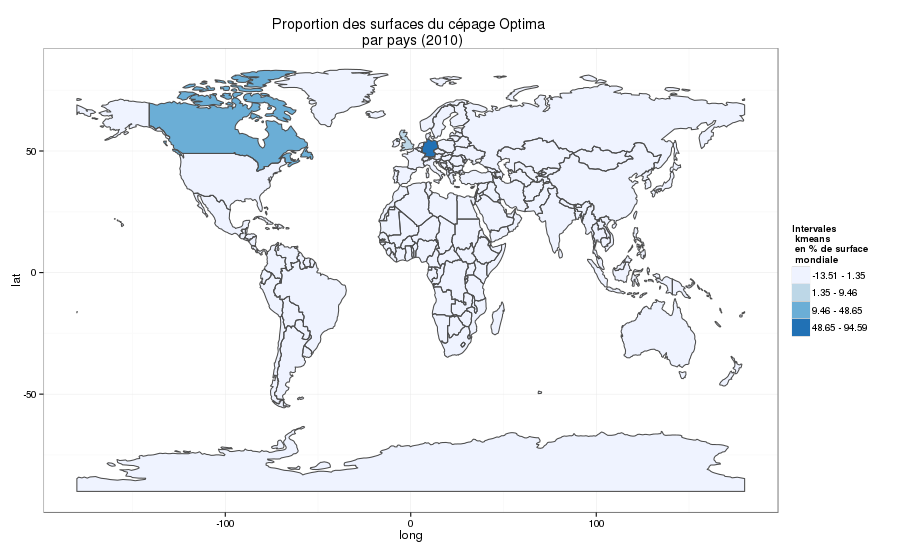 Proportion des surfaces du cépage Optima
par pays (2010)
50
0
-50
lat
-100
0
100
long
Intervales
kmeans
en % de surface
mondiale
-13.51 - 1.35
1.35 - 9.46
9.46 - 48.65
48.65 - 94.59